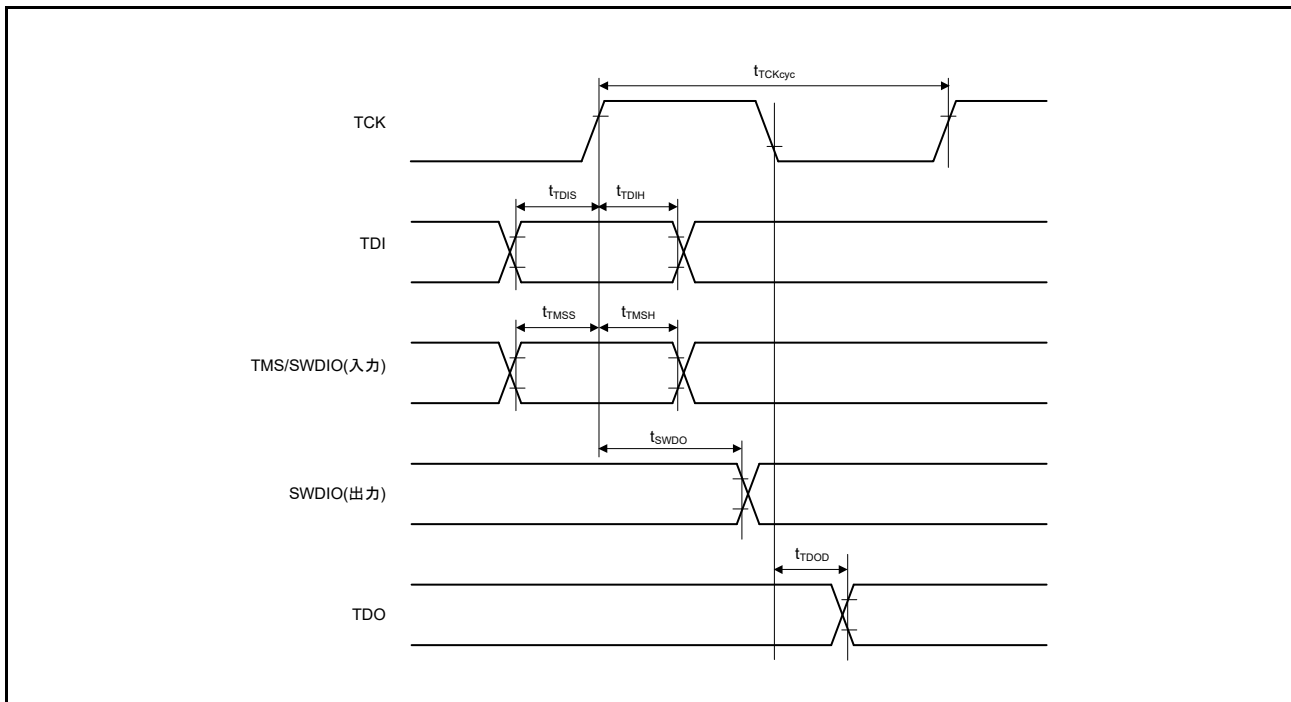 tTCKcyc
TCK
tTDIS
tTDIH
TDI
tTMSS
tTMSH
TMS/SWDIO(入力)
tSWDO
SWDIO(出力)
tTDOD
TDO